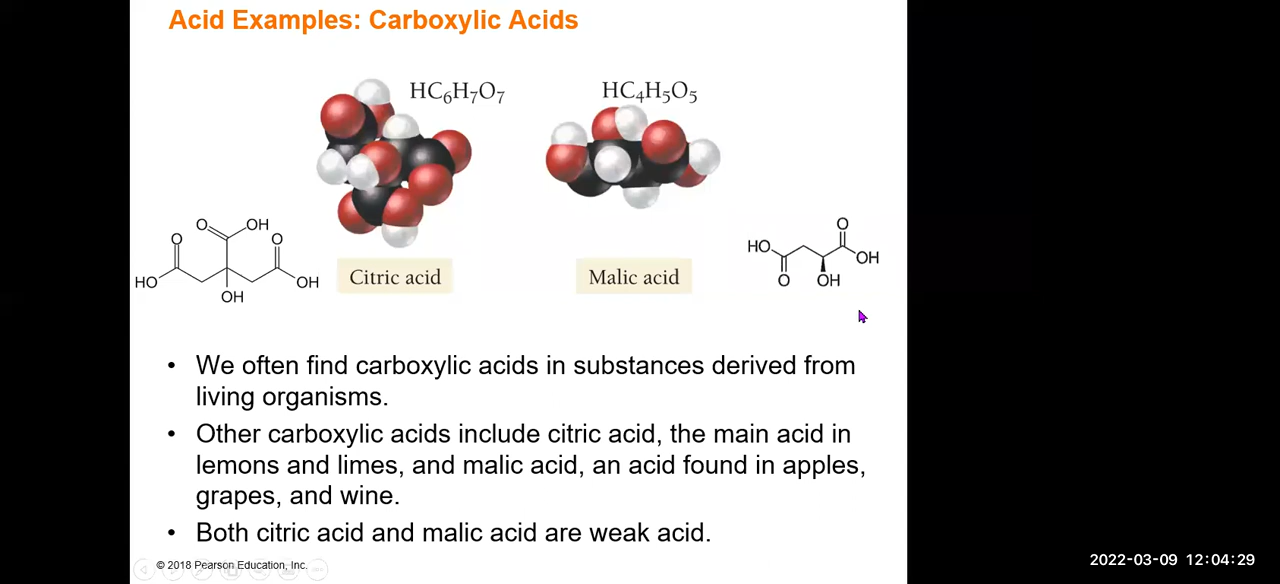 Acid Examples: Carboxylic Acids
HC₆H₇O₇
HC₄H₅O₅
O
OH
O
O
HO
OH
OH
Citric acid
Malic acid
O
HO
OH
O
OH
• We often find carboxylic acids in substances derived from
living organisms.
• Other carboxylic acids include citric acid, the main acid in
lemons and limes, and malic acid, an acid found in apples,
grapes, and wine.
• Both citric acid and malic acid are weak acid.
© 2018 Pearson Education, Inc.
2022-03-09 12:04:29